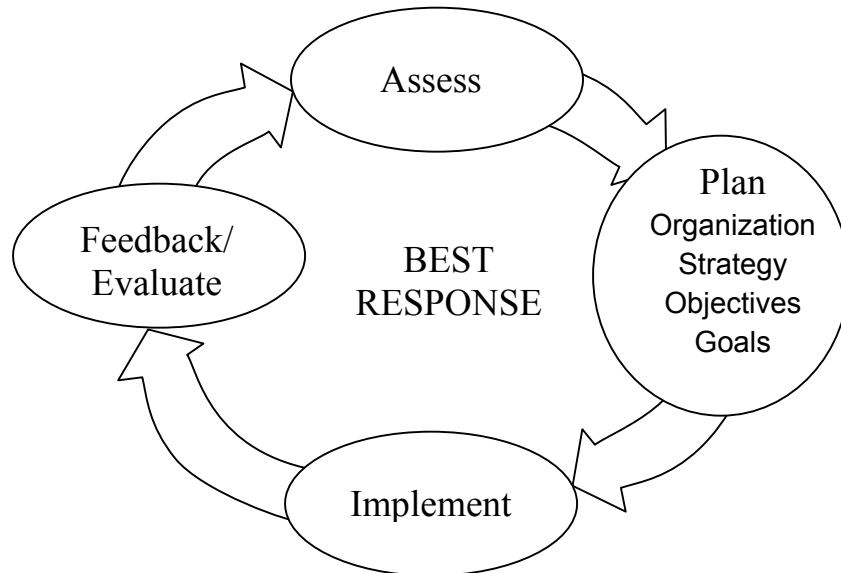 Assess
Plan
Organization
Strategy
Objectives
Goals
Feedback/
Evaluate
BEST
RESPONSE
Implement